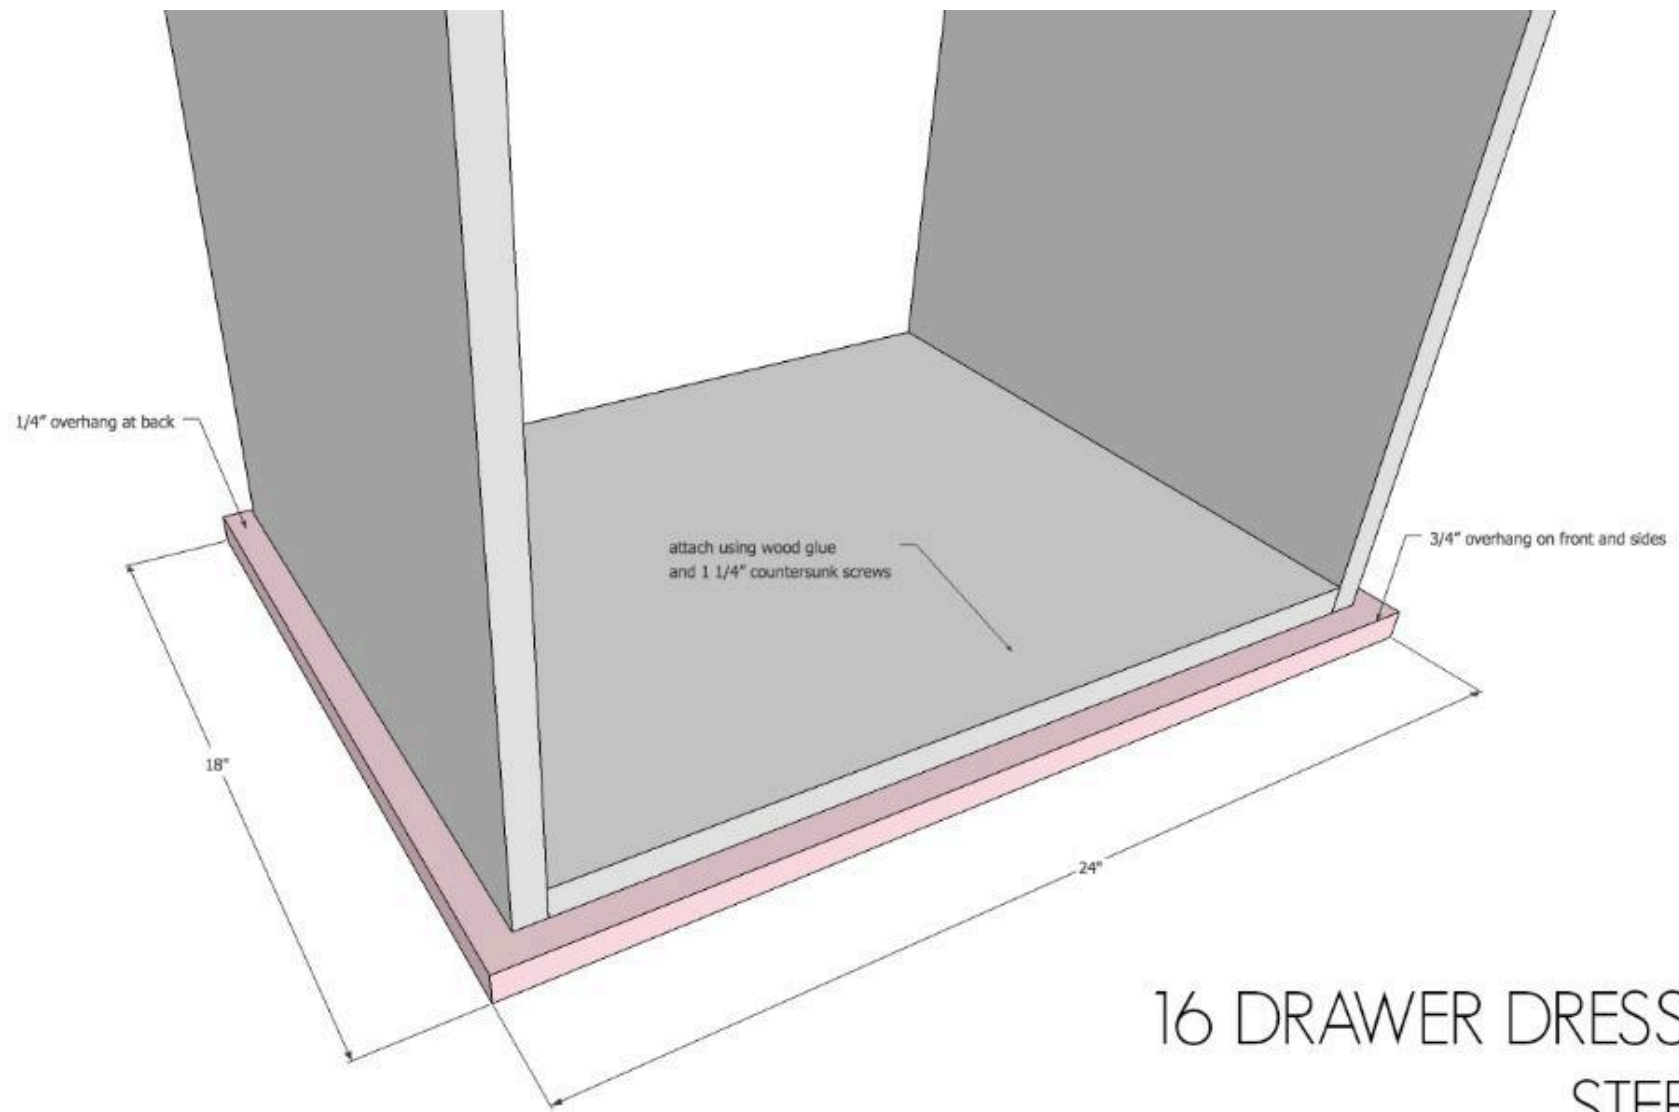 1/4" overhang at back
attach using wood glue
and 1 1/4" countersunk screws
3/4" overhang on front and sides
18"
24"
16 DRAWER DRESS
STEP